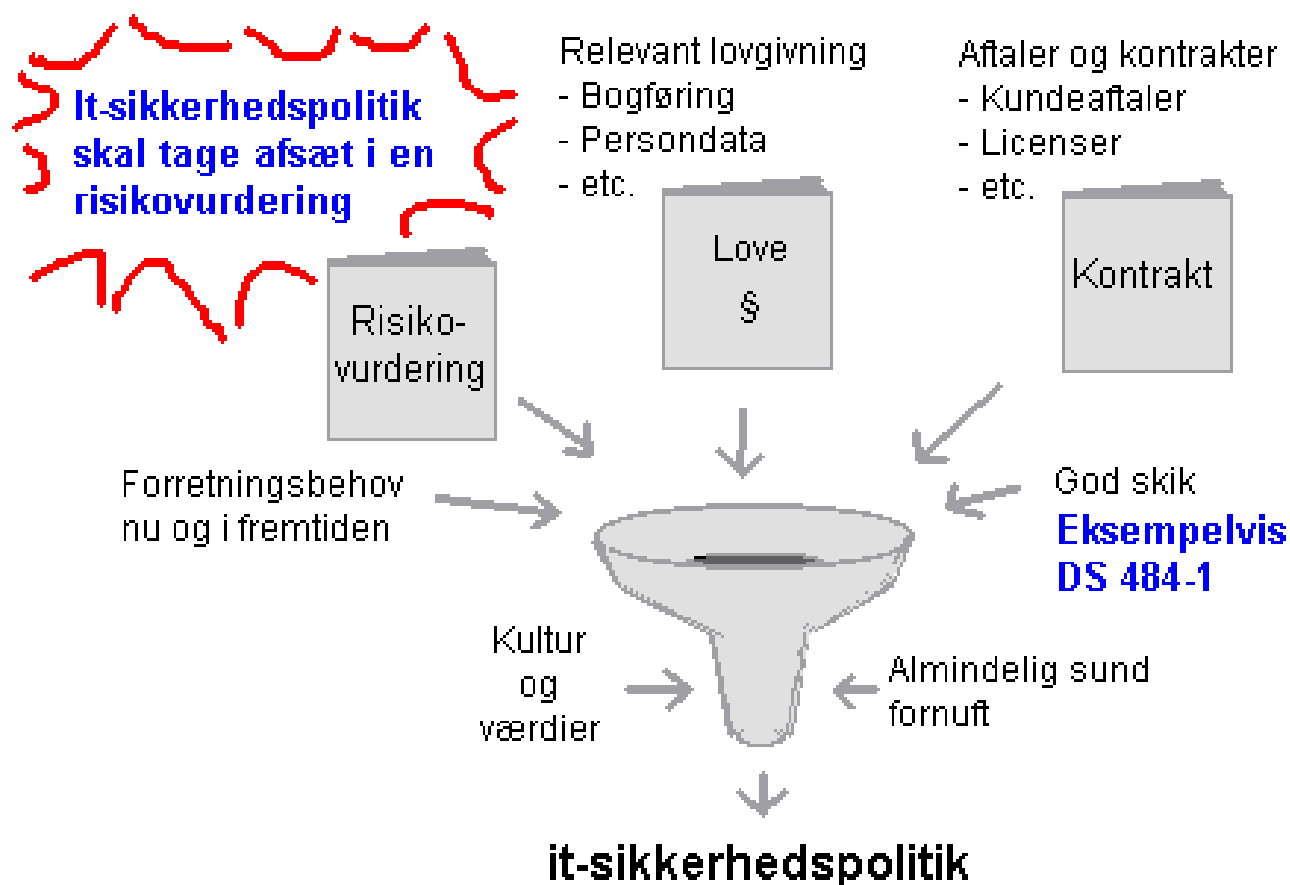 It-sikkerhedspolitik
skal tage afsæt i en
risikovurdering
Relevant lovgivning
- Bogføring
- Persondata
- etc.
Aftaler og kontrakter
- Kundeaftaler
- Licenser
- etc.
Risiko-
vurdering
Love
§
Kontrakt
Forretningsbehov
nu og i fremtiden
God skik
Eksempelvis
DS 484-1
Kultur
og
værdier
Almindelig sund
fornuft
it-sikkerhedspolitik